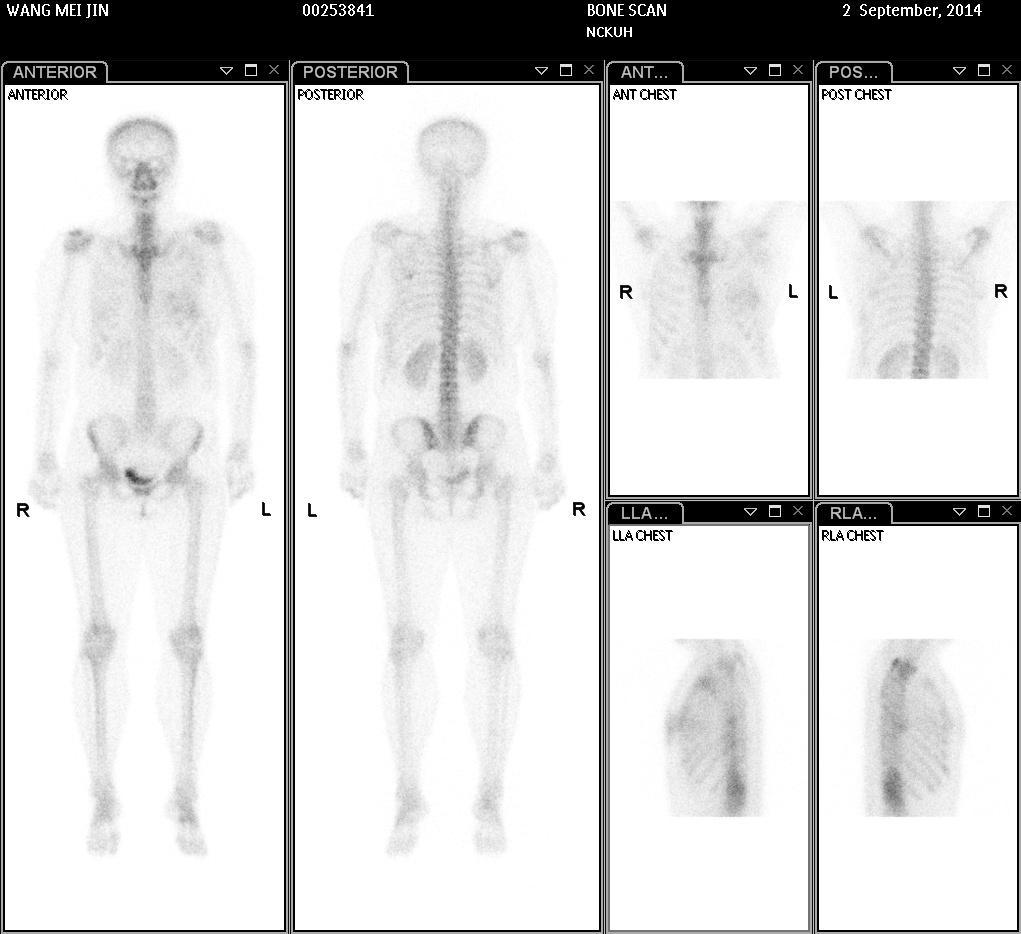 WANG MEI JIN 00253841 BONE SCAN 2 September, 2014
NCKUH
ANTERIOR POSTERIOR ANT... POS...
ANTERIOR POSTERIOR ANT CHEST POST CHEST
R L L R
R L L R
LLA... RLA...
LLA CHEST RLA CHEST